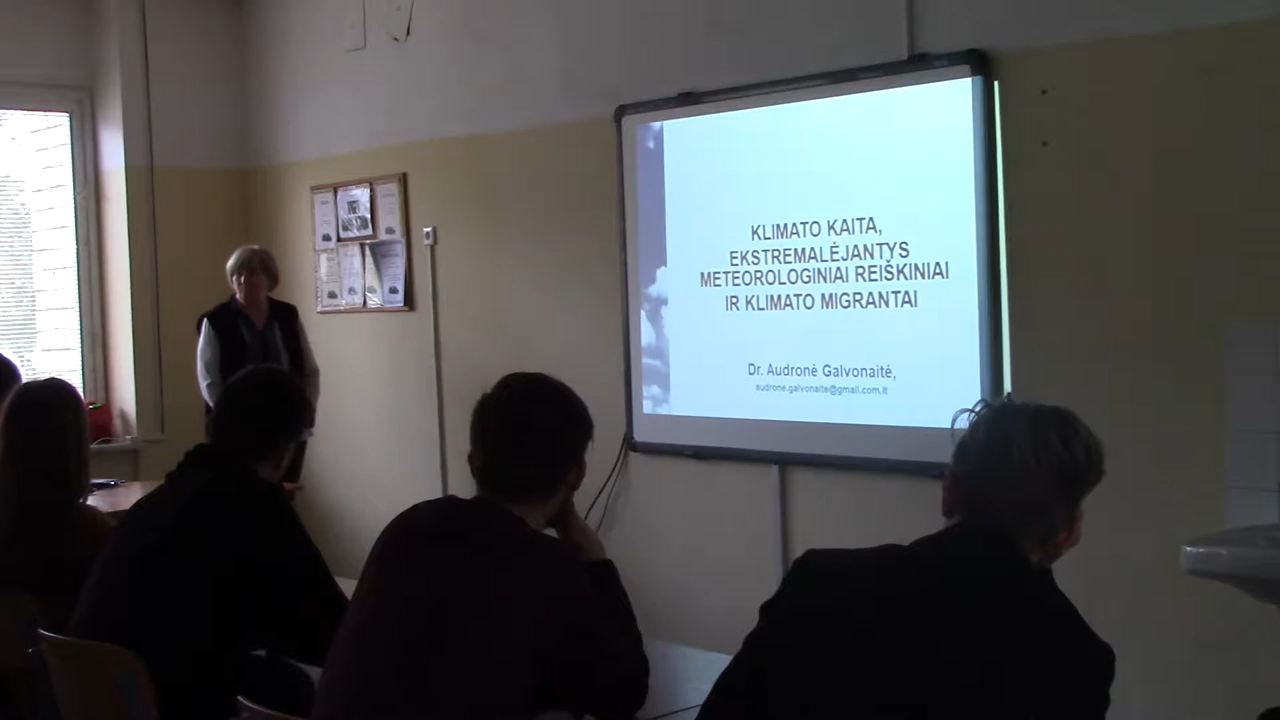 KLIMATO KAITA,
EKSTREMALĖJANTYS
METEOROLOGINIAI REIŠKINIAI
IR KLIMATO MIGRANTAI
Dr. Audronė Galvonaitė,
audrone.galvonaite@gmail.com.lt